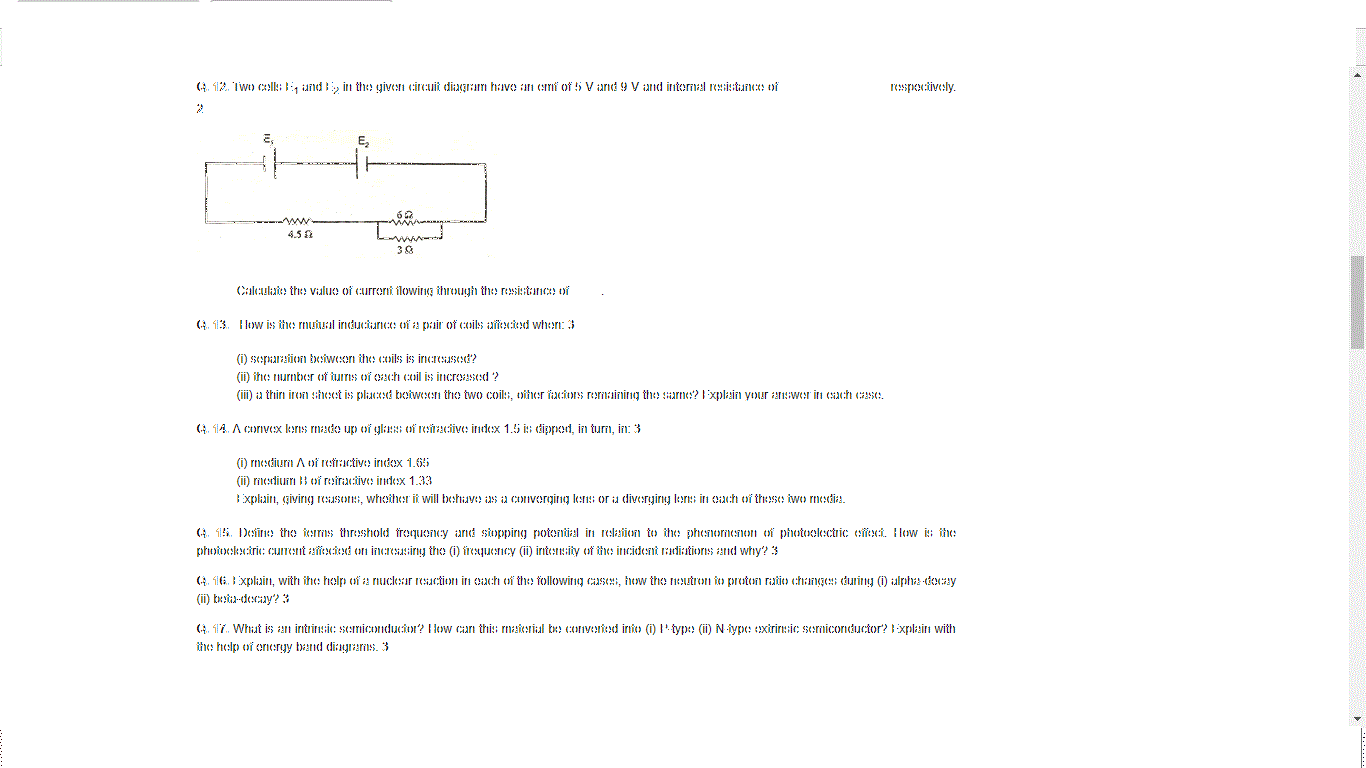 Q. 12. Two cells E1 and E2 in the given circuit diagram have an emf of 5 V and 9 V and internal resistance of respectively.
2
E1 E2
6 Ω
4.5 Ω
3 Ω
Calculate the value of current flowing through the resistance of .
Q. 13. How is the mutual inductance of a pair of coils affected when: 3
(i) separation between the coils is increased?
(ii) the number of turns of each coil is increased ?
(iii) a thin iron sheet is placed between the two coils, other factors remaining the same? Explain your answer in each case.
Q. 14. A convex lens made up of glass of refractive index 1.5 is dipped, in turn, in: 3
(i) medium A of refractive index 1.65
(ii) medium B of refractive index 1.33
Explain, giving reasons, whether it will behave as a converging lens or a diverging lens in each of these two media.
Q. 15. Define the terms threshold frequency and stopping potential in relation to the phenomenon of photoelectric effect. How is the
photoelectric current affected on increasing the (i) frequency (ii) intensity of the incident radiations and why? 3
Q. 16. Explain, with the help of a nuclear reaction in each of the following cases, how the neutron to proton ratio changes during (i) alpha-decay
(ii) beta-decay? 3
Q. 17. What is an intrinsic semiconductor? How can this material be converted into (i) P-type (ii) N-type extrinsic semiconductor? Explain with
the help of energy band diagrams. 3